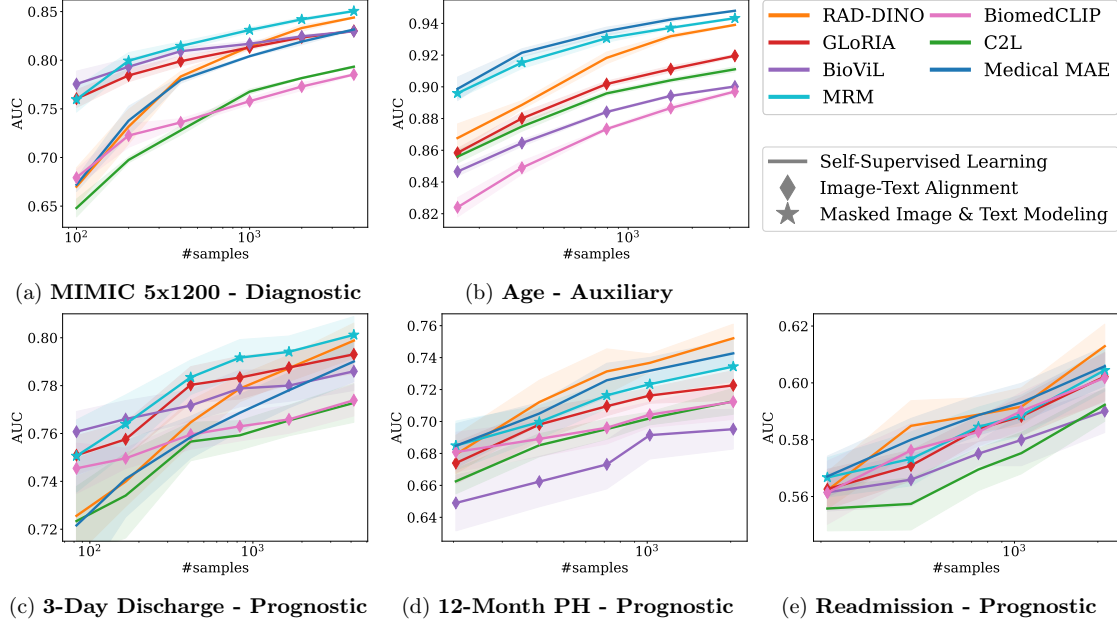 0.85
0.80
0.75
0.70
0.65
AUC
10²
10³
#samples
(a) MIMIC 5x1200 - Diagnostic
0.94
0.92
0.90
0.88
0.86
0.84
0.82
AUC
10³
#samples
(b) Age - Auxiliary
RAD-DINO
GLoRIA
BioViL
MRM
BiomedCLIP
C2L
Medical MAE
Self-Supervised Learning
Image-Text Alignment
Masked Image & Text Modeling
0.80
0.78
0.76
0.74
0.72
AUC
10²
10³
#samples
(c) 3-Day Discharge - Prognostic
0.76
0.74
0.72
0.70
0.68
0.66
0.64
AUC
10³
#samples
(d) 12-Month PH - Prognostic
0.62
0.60
0.58
0.56
AUC
10³
#samples
(e) Readmission - Prognostic